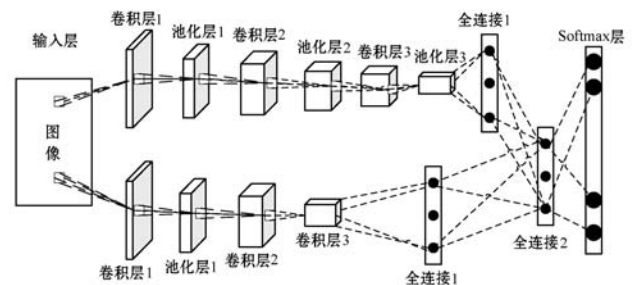 输入层
图
像
卷积层1
池化层1
卷积层2
池化层2
卷积层3
池化层3
全连接1
Softmax层
卷积层1
池化层1
卷积层2
卷积层3
全连接1
全连接2